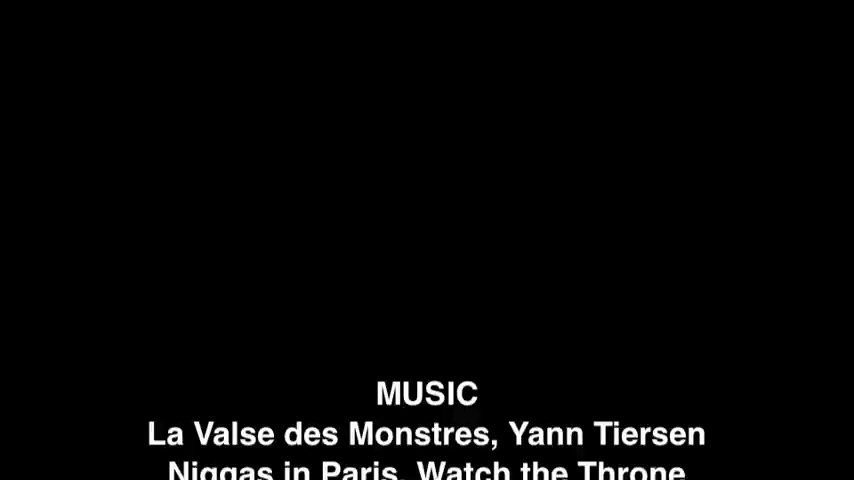 MUSIC
La Valse des Monstres, Yann Tiersen
Niggas in Paris, Watch the Throne